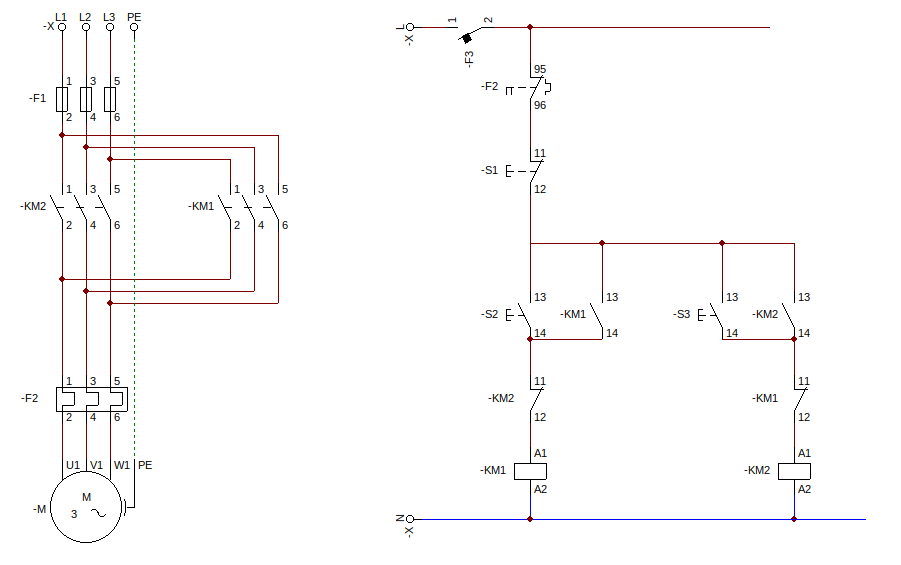 L1 L2 L3 PE
-X
L
-X
1 2
-F3
1 3 5
-F1
2 4 6
95
-F2
96
11
-S1
12
1 3 5
-KM2
2 4 6
1 3 5
-KM1
2 4 6
13 13 13 13
-S2 -KM1 -S3 -KM2
14 14 14 14
1 3 5
-F2
2 4 6
11 11
-KM2 -KM1
12 12
A1 A1
-KM1 -KM2
A2 A2
U1 V1 W1 PE
M
3
-M
N
-X